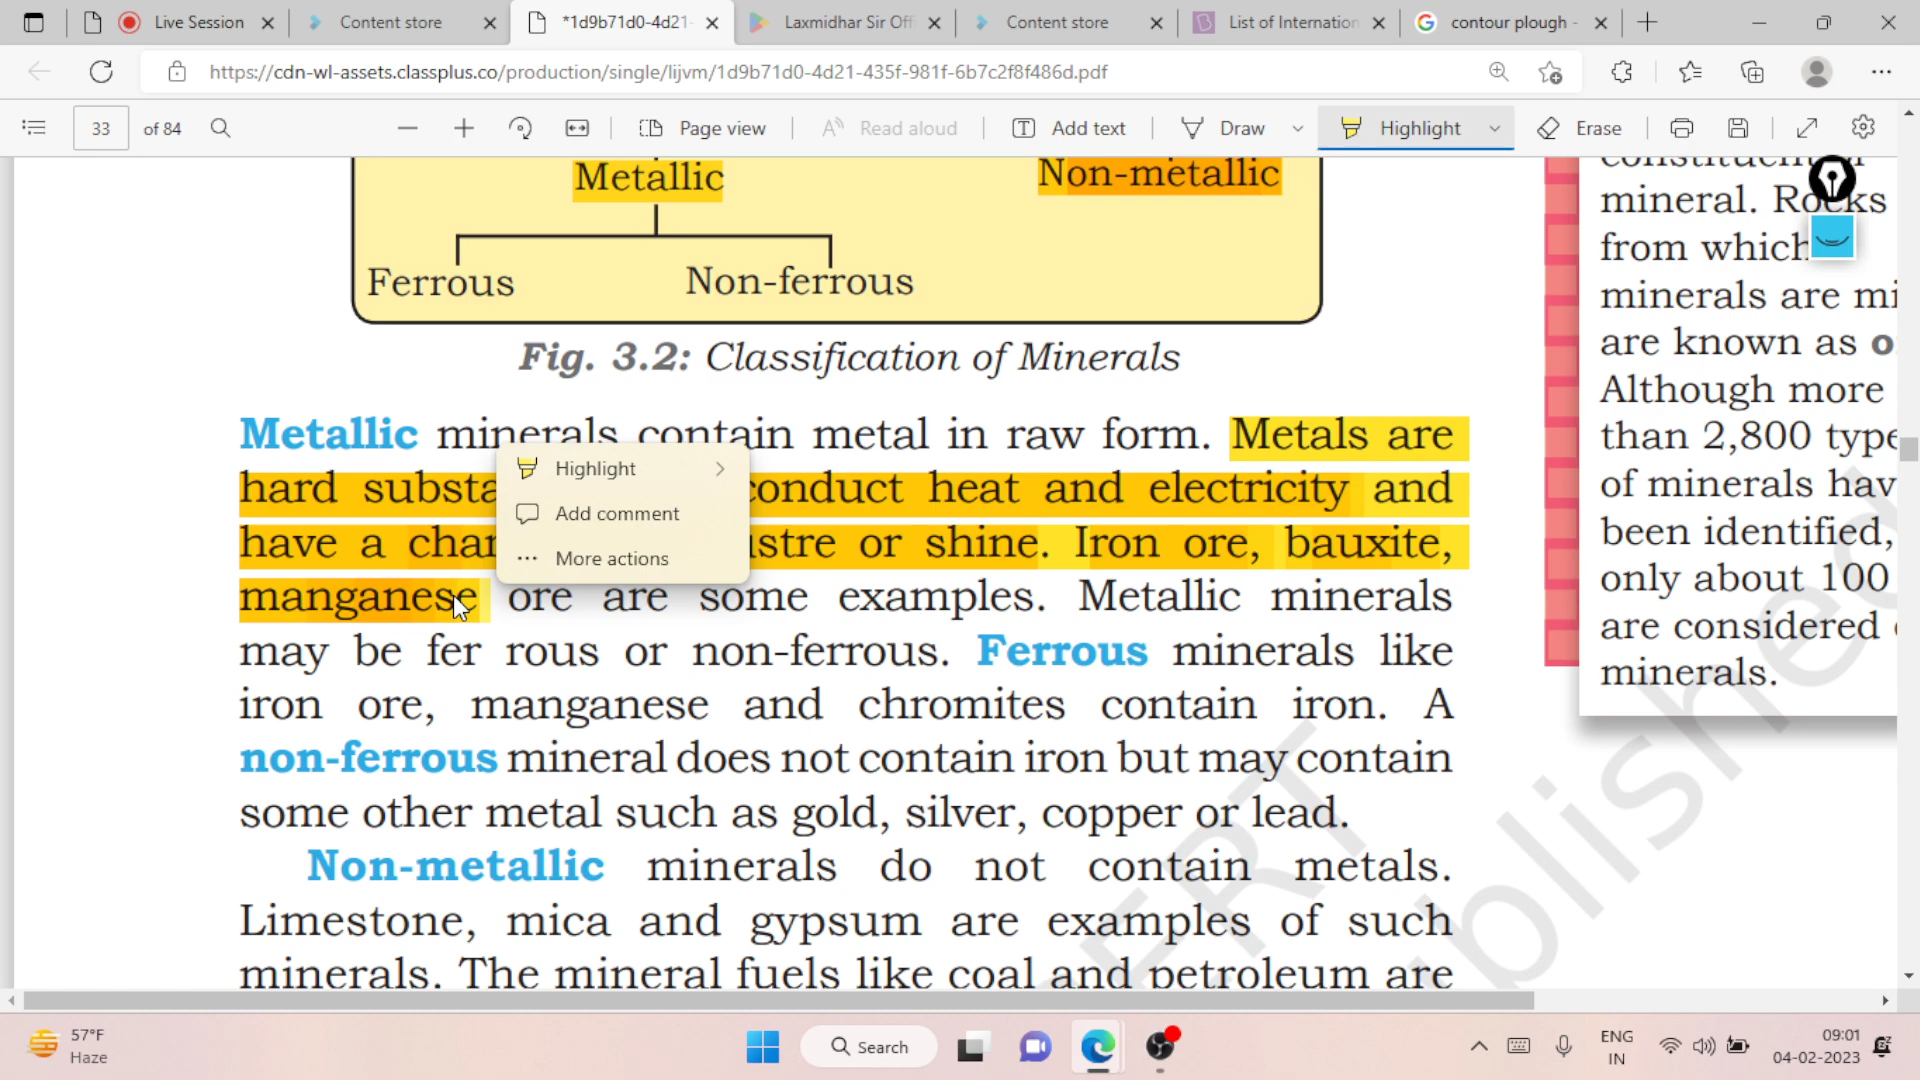 Live Session
Content store
*1d9b71d0-4d21-
Laxmidhar Sir Off
Content store
List of Internation
contour plough -
https://cdn-wl-assets.classplus.co/production/single/lijvm/1d9b71d0-4d21-435f-981f-6b7c2f8f486d.pdf
33 of 84
Page view
Read aloud
Add text
Draw
Highlight
Erase
Metallic
Non-metallic
Ferrous
Non-ferrous
Fig. 3.2: Classification of Minerals
Metallic minerals contain metal in raw form. Metals are
hard substa conduct heat and electricity and
have a char ustre or shine. Iron ore, bauxite,
manganese ore are some examples. Metallic minerals
may be fer rous or non-ferrous. Ferrous minerals like
iron ore, manganese and chromites contain iron. A
non-ferrous mineral does not contain iron but may contain
some other metal such as gold, silver, copper or lead.
Non-metallic minerals do not contain metals.
Limestone, mica and gypsum are examples of such
minerals. The mineral fuels like coal and petroleum are
Highlight
Add comment
More actions
mineral. Rocks
from which
minerals are mi
are known as o
Although more
than 2,800 type
of minerals hav
been identified,
only about 100
are considered
minerals.
blished
57°F
Haze
Search
ENG
IN
09:01
04-02-2023